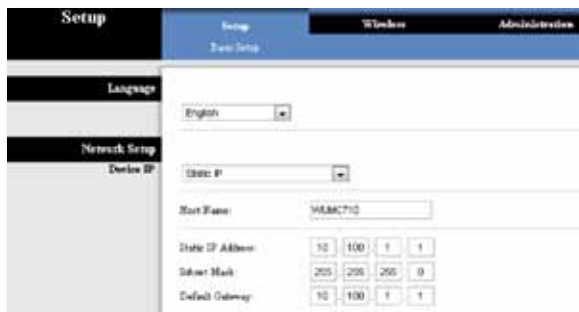 Setup
Setup Wireless Administration
Basic Setup
Language
English
Network Setup
Device IP
Static IP
Host Name: WUMC710
Static IP Address: 10 . 100 . 1 . 1
Subnet Mask: 255 . 255 . 255 . 0
Default Gateway: 10 . 100 . 1 . 1